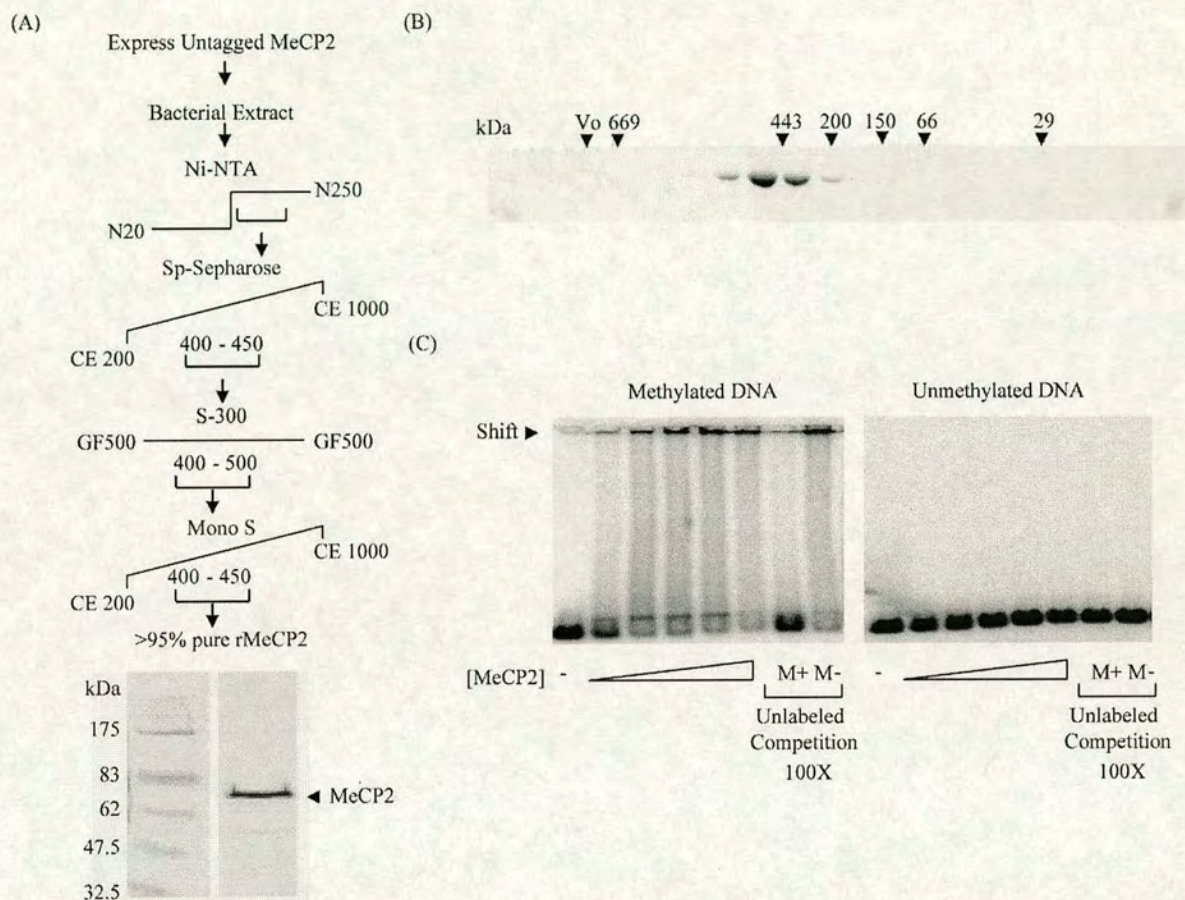 (A)
Express Untagged MeCP2
Bacterial Extract
Ni-NTA
N250
N20
Sp-Sepharose
CE 1000
CE 200
400 - 450
S-300
GF500
GF500
400 - 500
Mono S
CE 1000
CE 200
400 - 450
>95% pure rMeCP2
kDa
175
83
62
47.5
32.5
MeCP2
(B)
kDa
Vo 669 443 200 150 66 29
(C)
Methylated DNA
Unmethylated DNA
Shift
[MeCP2]
-
M+ M-
Unlabeled
Competition
100X
-
M+ M-
Unlabeled
Competition
100X